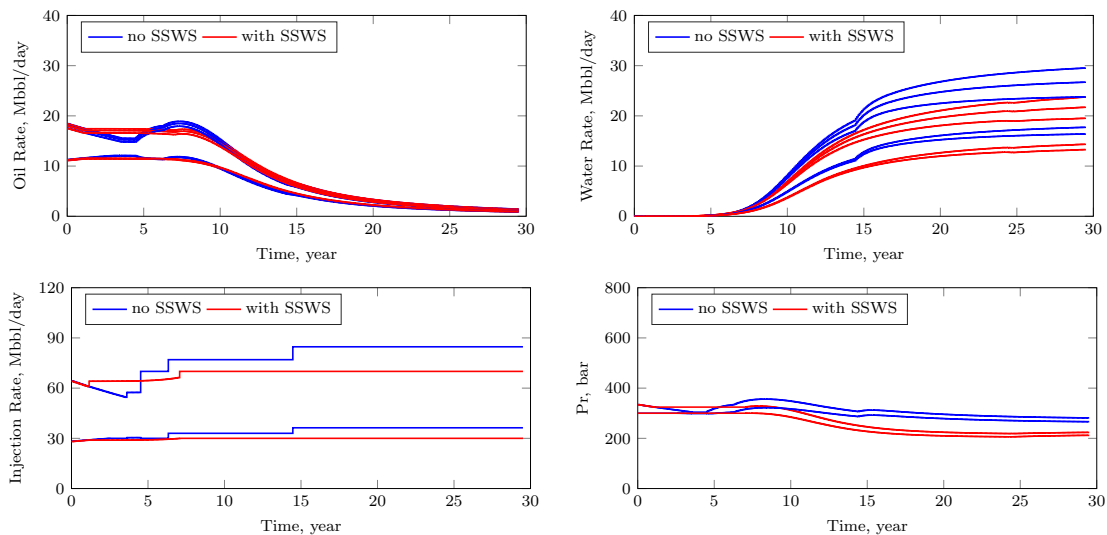 40
30
20
10
0
0 5 10 15 20 25 30
Time, year
Oil Rate, Mbbl/day
no SSWS with SSWS
40
30
20
10
0
0 5 10 15 20 25 30
Time, year
Water Rate, Mbbl/day
no SSWS with SSWS
120
90
60
30
0
0 5 10 15 20 25 30
Time, year
Injection Rate, Mbbl/day
no SSWS with SSWS
800
600
400
200
0
0 5 10 15 20 25 30
Time, year
Pr, bar
no SSWS with SSWS